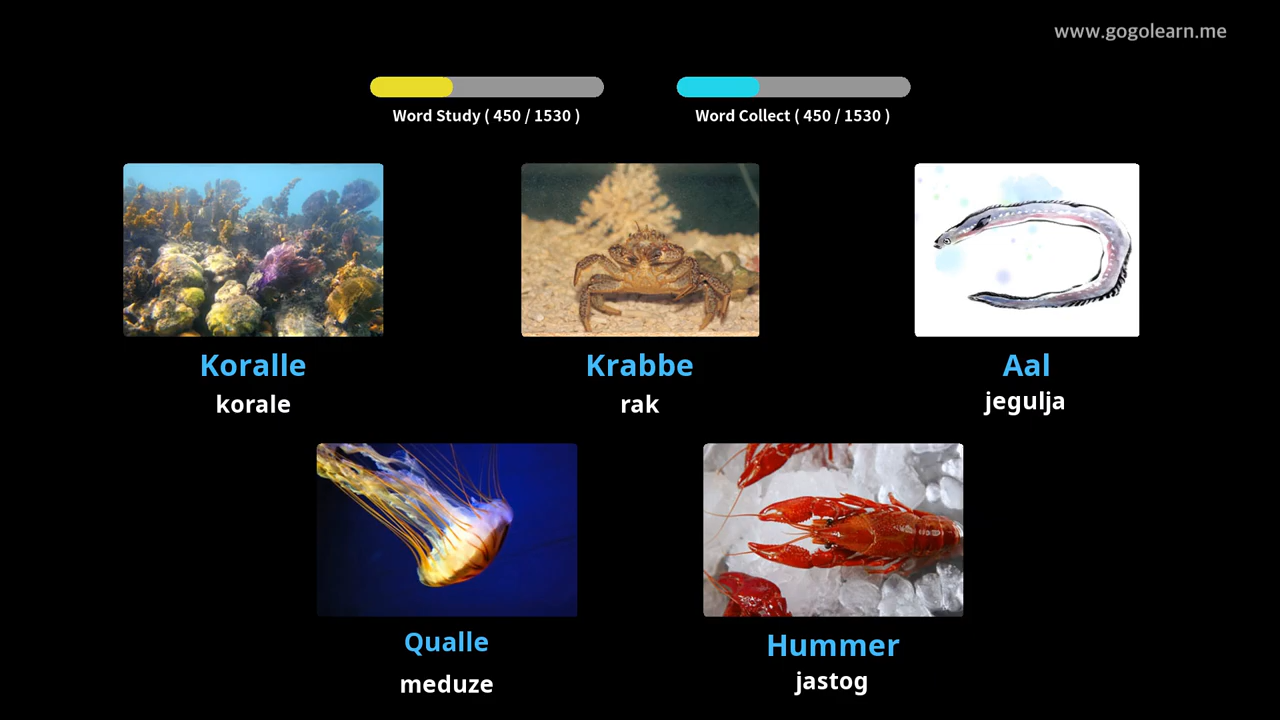 www.gogolearn.me
Word Study ( 450 / 1530 )
Word Collect ( 450 / 1530 )
Koralle
korale
Krabbe
rak
Aal
jegulja
Qualle
meduze
Hummer
jastog